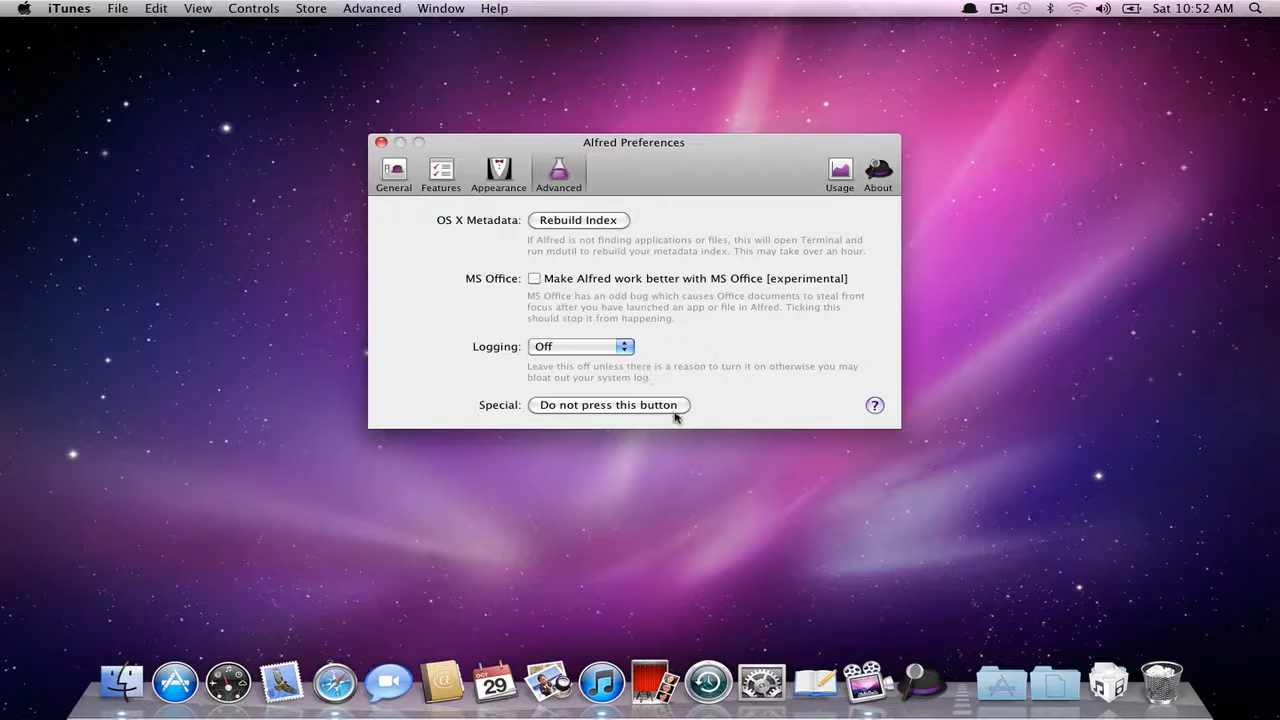 iTunes File Edit View Controls Store Advanced Window Help Sat 10:52 AM
Alfred Preferences
General Features Appearance Advanced Usage About
OS X Metadata: Rebuild Index
If Alfred is not finding applications or files, this will open Terminal and
run mdutil to rebuild your metadata index. This may take over an hour.
MS Office: Make Alfred work better with MS Office [experimental]
MS Office has an odd bug which causes Office documents to steal front
focus after you have launched an app or file in Alfred. Ticking this
should stop it from happening.
Logging: Off
Leave this off unless there is a reason to turn it on otherwise you may
bloat out your system log.
Special: Do not press this button ?
OCT
29